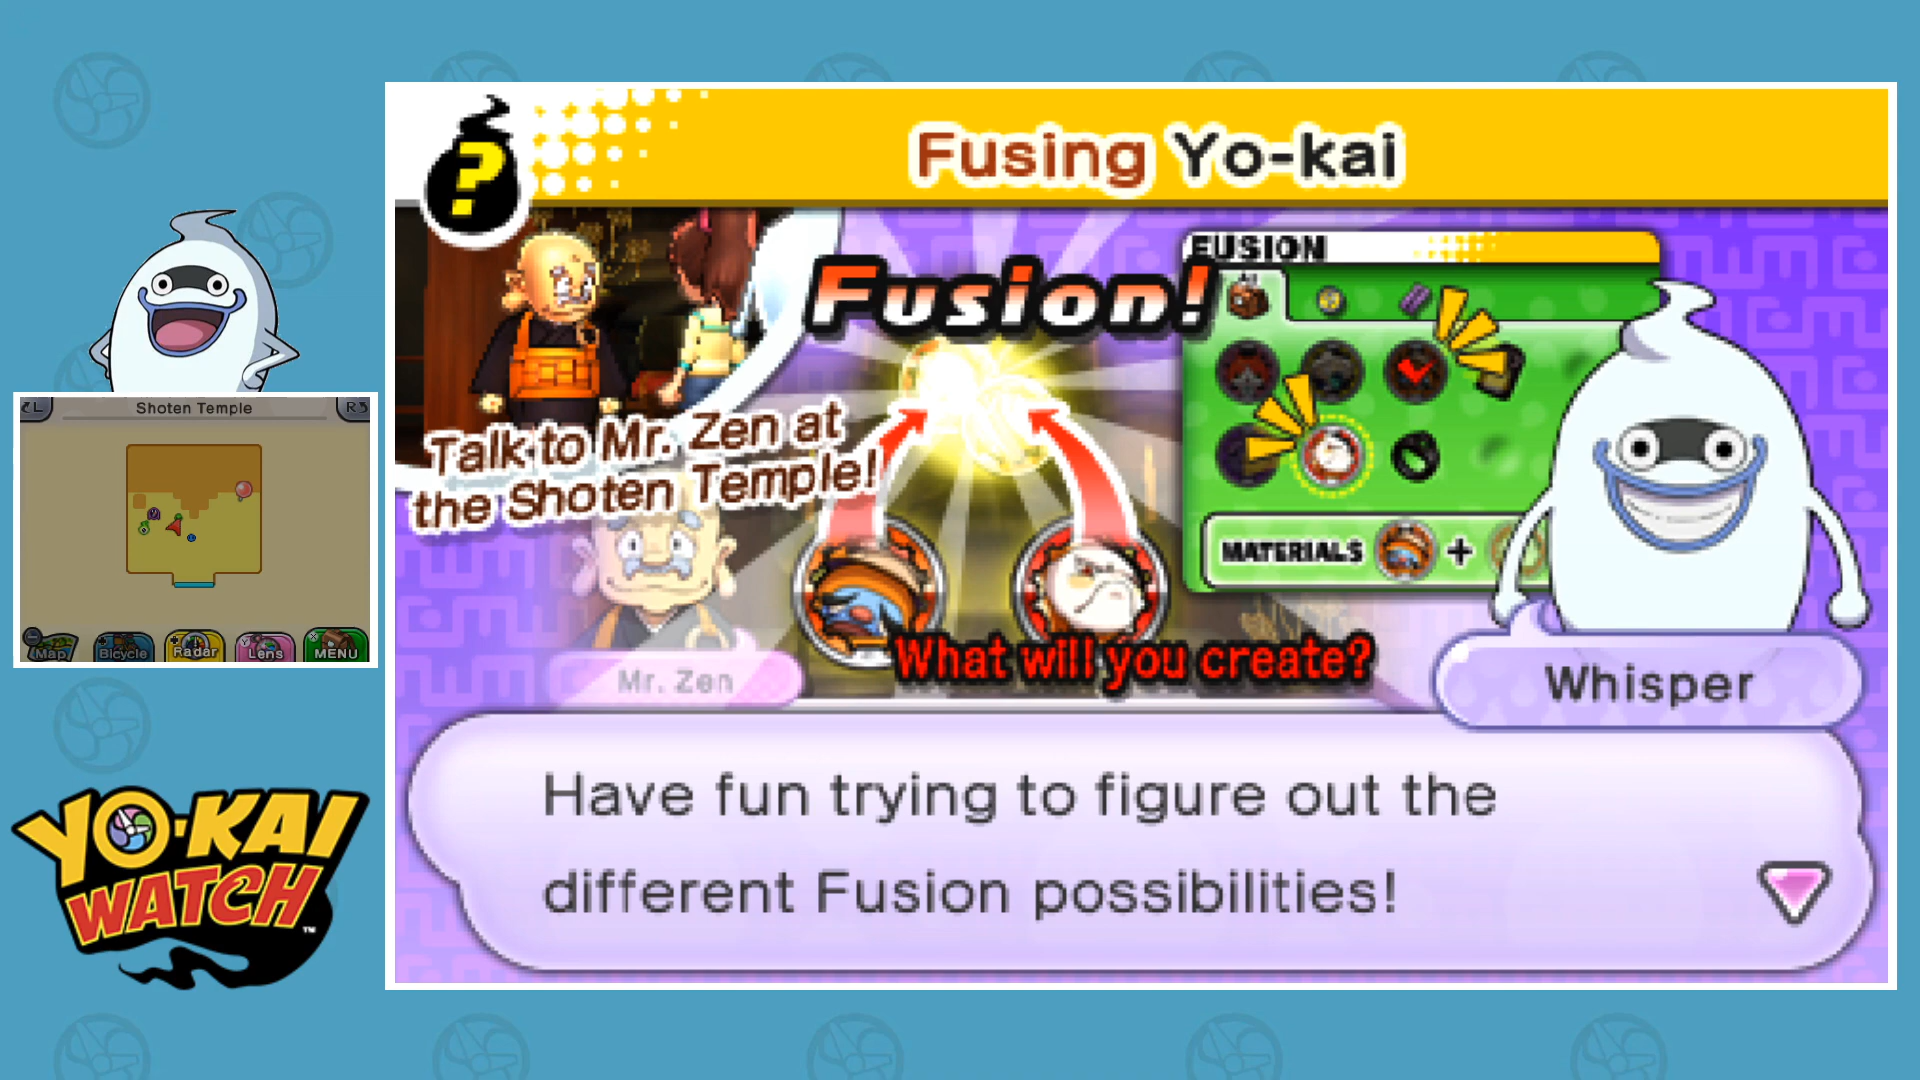 Fusing Yo-kai
FUSION
Fusion!
Talk to Mr. Zen at
the Shoten Temple!
MATERIALS +
What will you create?
Mr. Zen
Whisper
Have fun trying to figure out the
different Fusion possibilities!
L Shoten Temple R
Map Bicycle Radar Lens MENU
YO-KAI
WATCH™